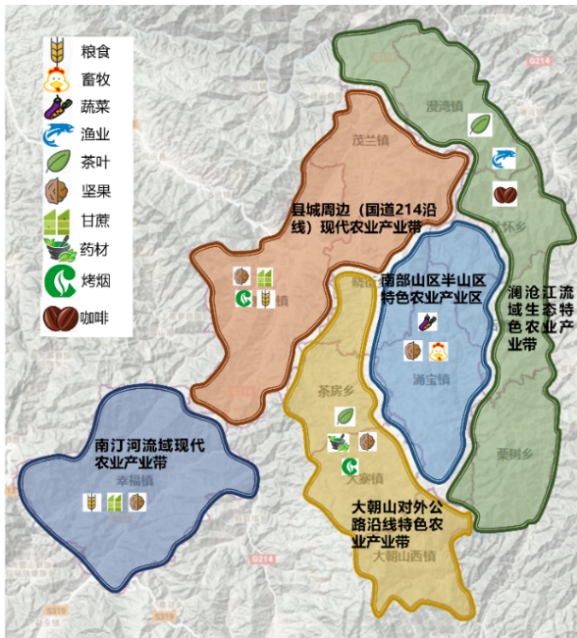 粮食
畜牧
蔬菜
渔业
茶叶
坚果
甘蔗
药材
烤烟
咖啡
G214
漫湾镇
茂兰镇
县城周边（国道214沿
线）现代农业产业带
南部山区半山区
特色农业产业区
涌宝镇
澜沧江流
域生态特
色农业产
业带
栗树乡
茶房乡
大寨镇
大朝山对外公
路沿线特色农
业产业带
大朝山西镇
南汀河流域现代
农业产业带
幸福镇
G214
S319
S319